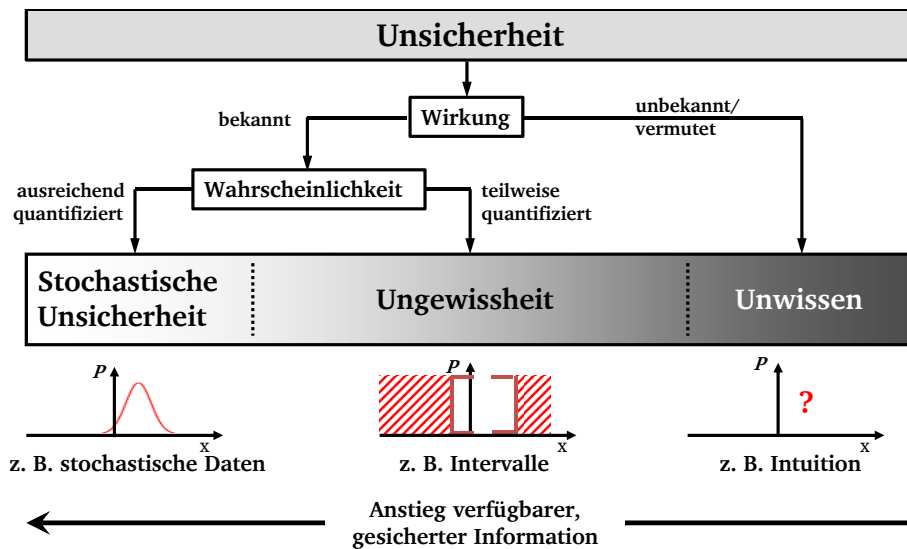 Unsicherheit
Wirkung
bekannt
unbekannt/
vermutet
Wahrscheinlichkeit
ausreichend
quantifiziert
teilweise
quantifiziert
Stochastische
Unsicherheit
Ungewissheit
Unwissen
P
x
z. B. stochastische Daten
P
x
z. B. Intervalle
P
?
x
z. B. Intuition
Anstieg verfügbarer,
gesicherter Information